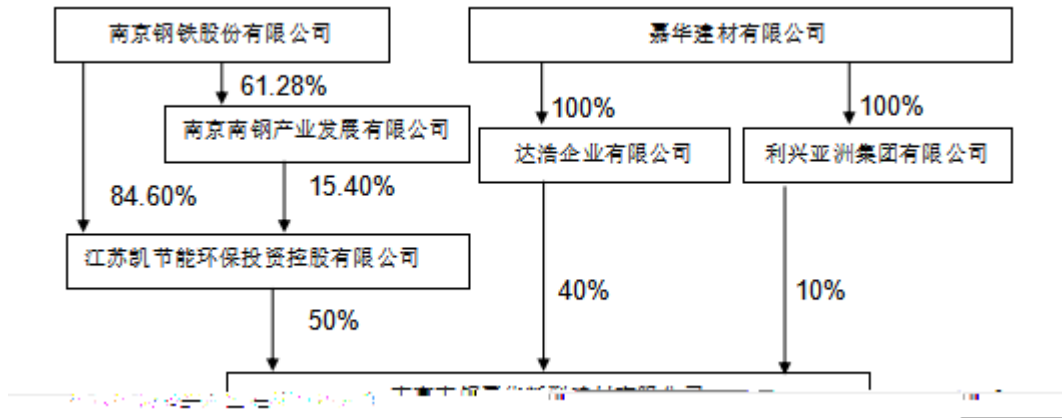 南京钢铁股份有限公司
嘉华建材有限公司
61.28%
100%
100%
南京南钢产业发展有限公司
达浩企业有限公司
利兴亚洲集团有限公司
84.60%
15.40%
江苏凯节能环保投资控股有限公司
40%
10%
50%